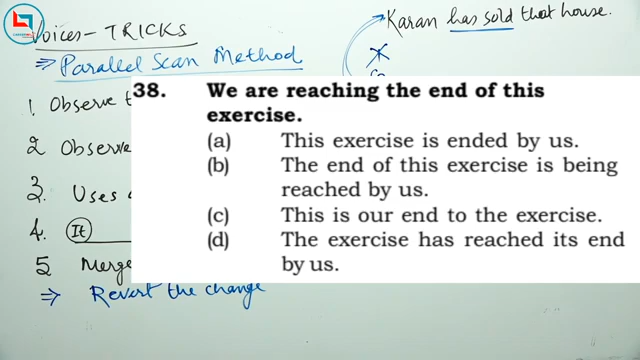 Voices - TRICKS
⇒ Parallel Scan Method
Karan has sold that house.
1. Observe
2 Observe
3. Uses
4. It
5 Merge
⇒ Revert the change
38. We are reaching the end of this
exercise.
(a) This exercise is ended by us.
(b) The end of this exercise is being
reached by us.
(c) This is our end to the exercise.
(d) The exercise has reached its end
by us.